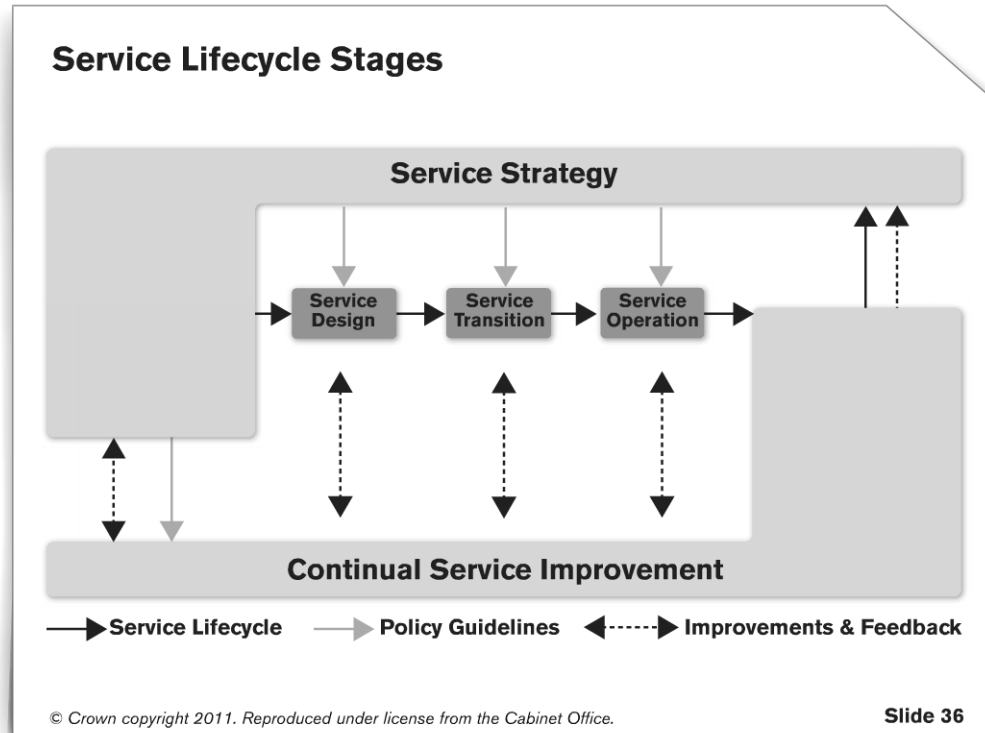 Service Lifecycle Stages
Service Strategy
Service
Design
Service
Transition
Service
Operation
Continual Service Improvement
Service Lifecycle
Policy Guidelines
Improvements & Feedback
© Crown copyright 2011. Reproduced under license from the Cabinet Office.
Slide 36